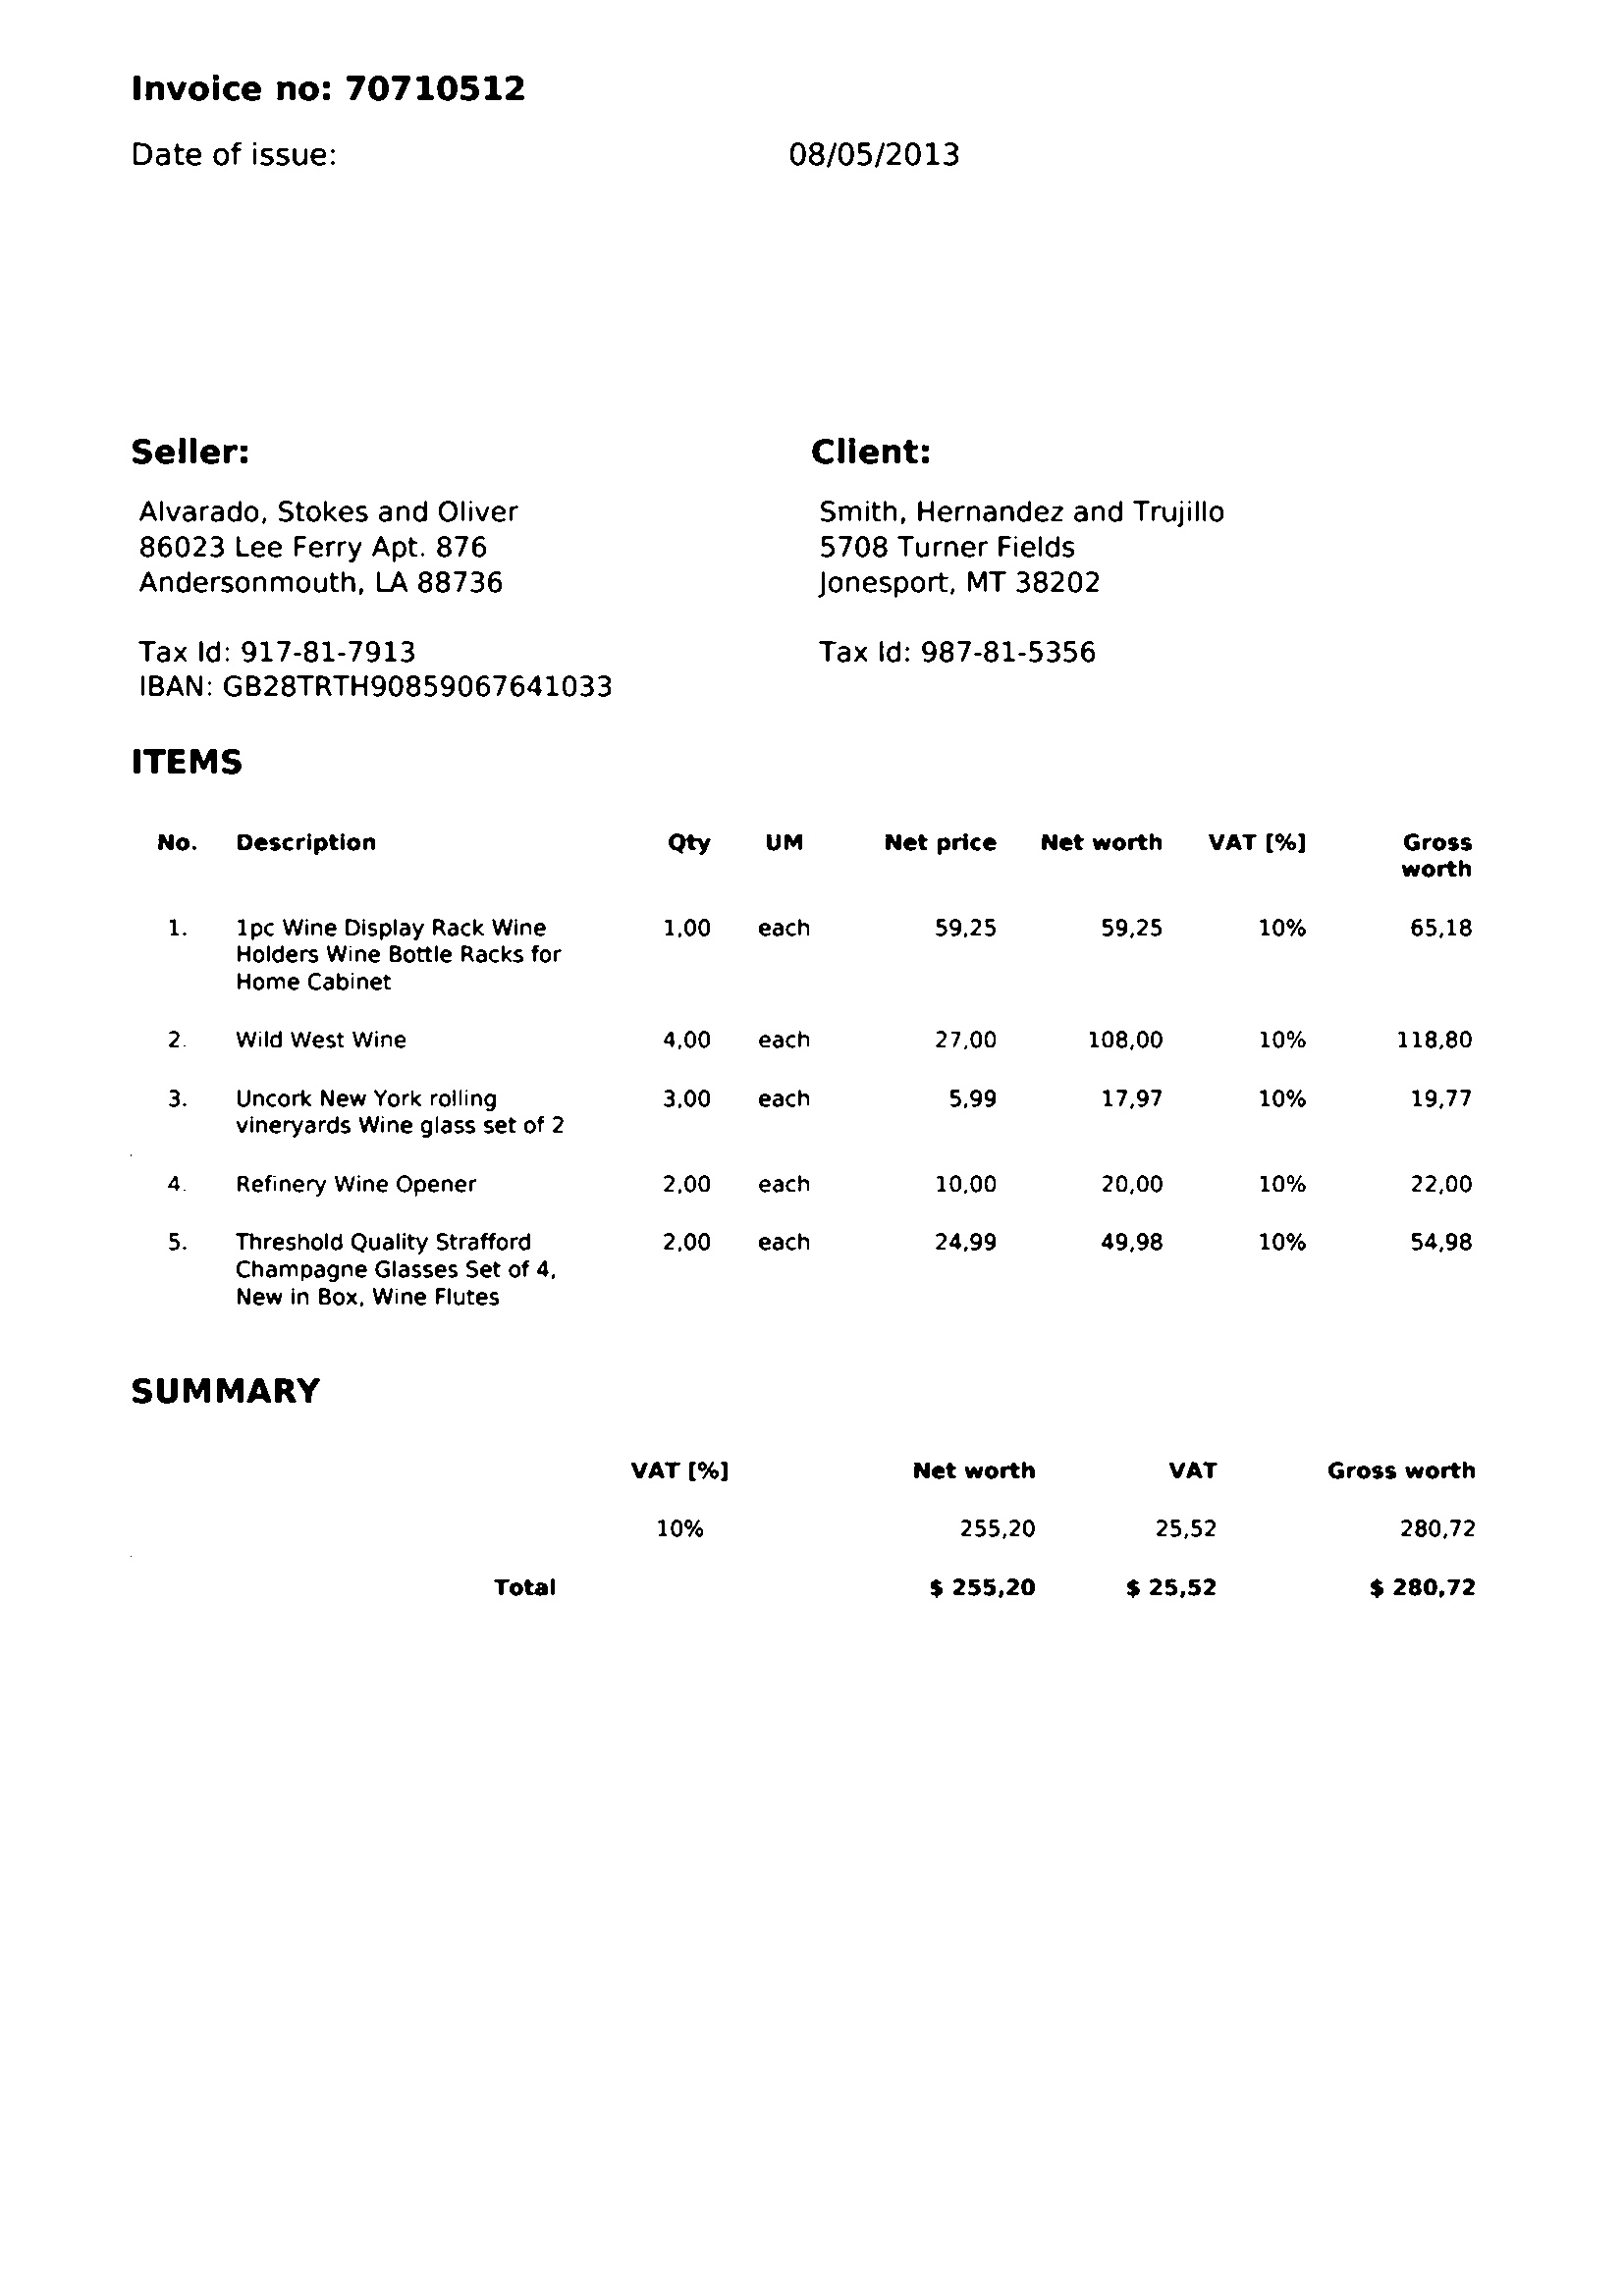 Invoice no: 70710512
Date of issue: 08/05/2013
Seller: Client:
Alvarado, Stokes and Oliver Smith, Hernandez and Trujillo
86023 Lee Ferry Apt. 876 5708 Turner Fields
Andersonmouth, LA 88736 Jonesport, MT 38202
Tax Id: 917-81-7913 Tax Id: 987-81-5356
IBAN: GB28TRTH90859067641033
ITEMS
No. Description Qty UM Net price Net worth VAT [%] Gross
worth
1. 1pc Wine Display Rack Wine 1,00 each 59,25 59,25 10% 65,18
Holders Wine Bottle Racks for
Home Cabinet
2. Wild West Wine 4,00 each 27,00 108,00 10% 118,80
3. Uncork New York rolling 3,00 each 5,99 17,97 10% 19,77
vineryards Wine glass set of 2
4. Refinery Wine Opener 2,00 each 10,00 20,00 10% 22,00
5. Threshold Quality Strafford 2,00 each 24,99 49,98 10% 54,98
Champagne Glasses Set of 4,
New in Box, Wine Flutes
SUMMARY
VAT [%] Net worth VAT Gross worth
10% 255,20 25,52 280,72
Total $ 255,20 $ 25,52 $ 280,72